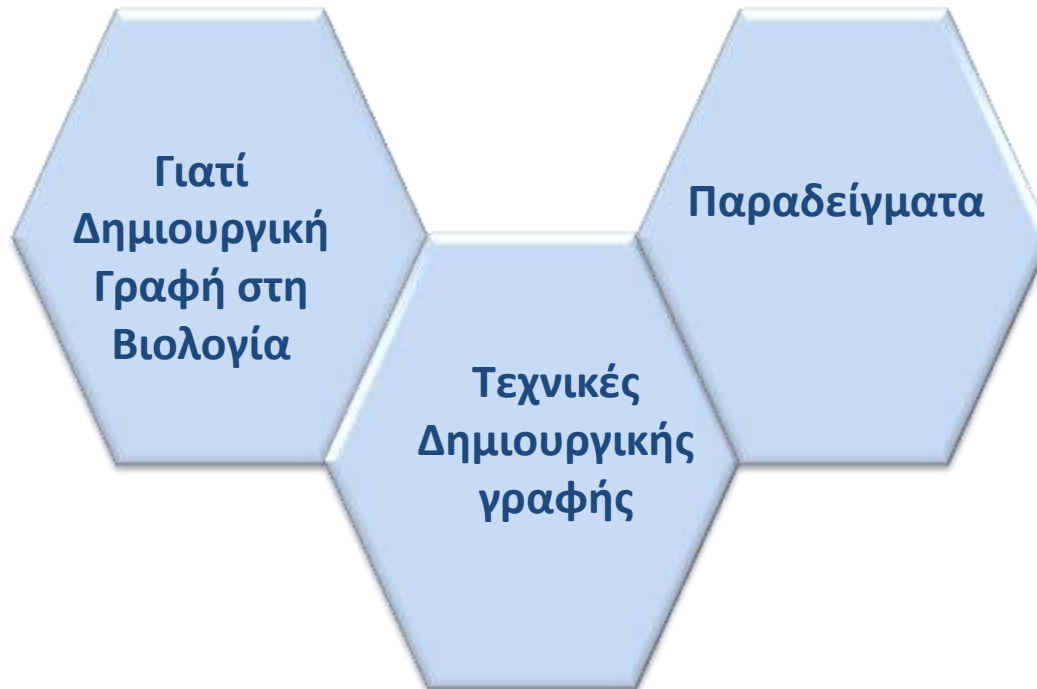 Γιατί
Δημιουργική
Γραφή στη
Βιολογία
Τεχνικές
Δημιουργικής
γραφής
Παραδείγματα